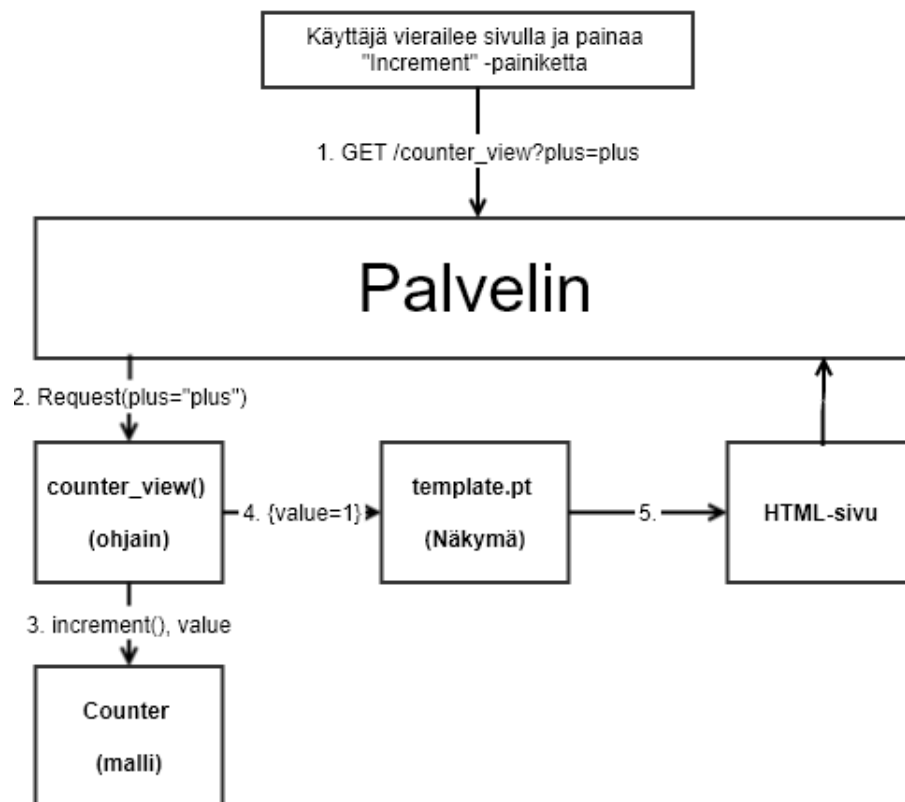 Käyttäjä vierailee sivulla ja painaa
"Increment" -painiketta
1. GET /counter_view?plus=plus
Palvelin
2. Request(plus="plus")
counter_view()
(ohjain)
4. {value=1}
template.pt
(Näkymä)
5.
HTML-sivu
3. increment(), value
Counter
(malli)